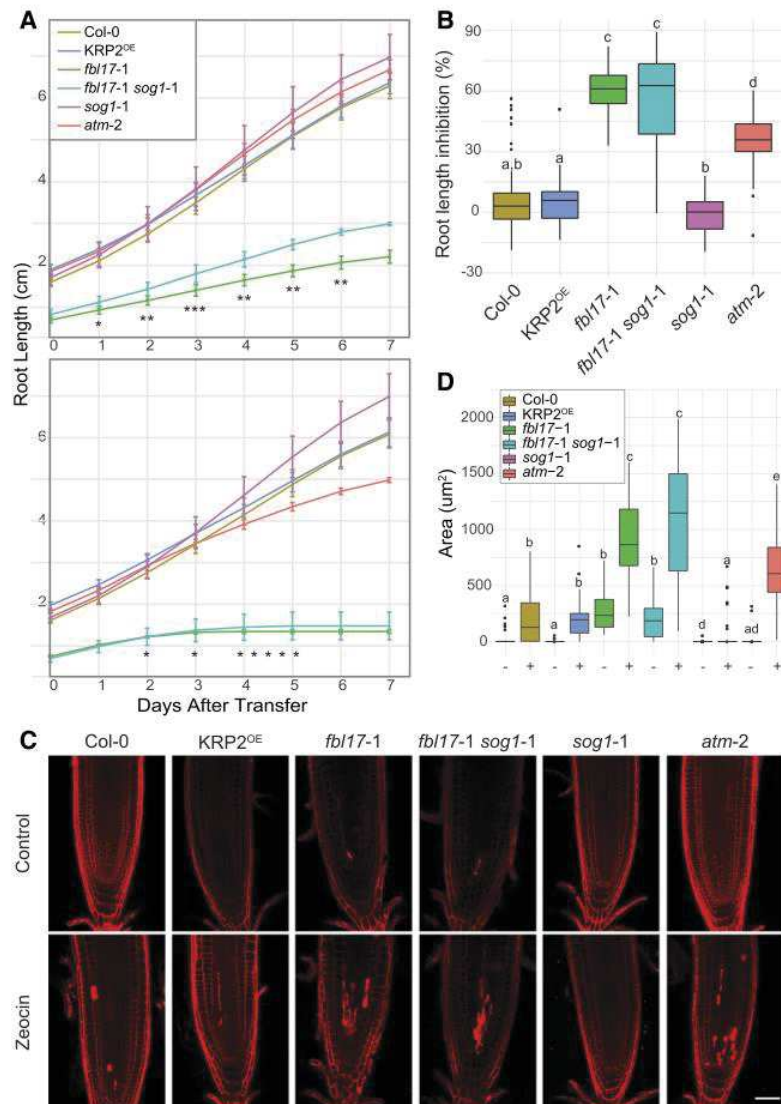 A
Col-0
KRP2OE
fbl17-1
fbl17-1 sog1-1
sog1-1
atm-2
Root Length (cm)
6
4
2
* ** *** ** ** **
0 1 2 3 4 5 6 7
6
4
2
* * * * * * *
0 1 2 3 4 5 6 7
Days After Transfer
B
Root length inhibition (%)
90
60
30
0
-30
a,b a c c b d
Col-0 KRP2OE fbl17-1 fbl17-1 sog1-1 sog1-1 atm-2
D
Col-0
KRP2OE
fbl17-1
fbl17-1 sog1-1
sog1-1
atm-2
Area (um2)
2000
1500
1000
500
0
a b a b b c b c d a ad e
- + - + - + - + - + - +
C
Col-0 KRP2OE fbl17-1 fbl17-1 sog1-1 sog1-1 atm-2
Control
Zeocin